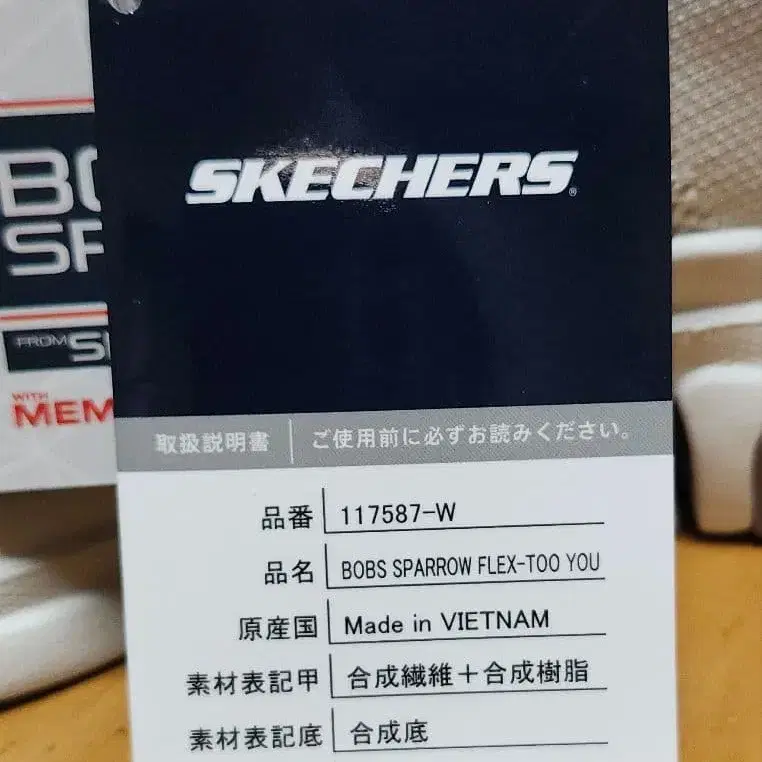 SKECHERS®
取扱説明書 ご使用前に必ずお読みください。
品番 117587-W
品名 BOBS SPARROW FLEX-TOO YOU
原産国 Made in VIETNAM
素材表記甲 合成繊維+合成樹脂
素材表記底 合成底
FROM
WITH